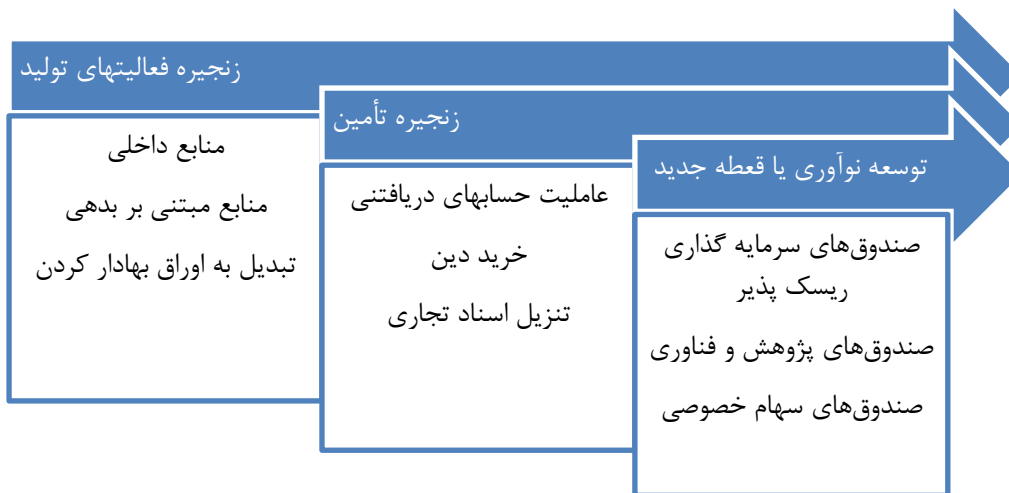 زنجیره فعالیتهای تولید
منابع داخلی
منابع مبتنی بر بدهی
تبدیل به اوراق بهادار کردن
زنجیره تأمین
عاملیت حسابهای دریافتنی
خرید دین
تنزیل اسناد تجاری
توسعه نوآوری یا قعطه جدید
صندوق‌های سرمایه گذاری
ریسک پذیر
صندوق‌های پژوهش و فناوری
صندوق‌های سهام خصوصی